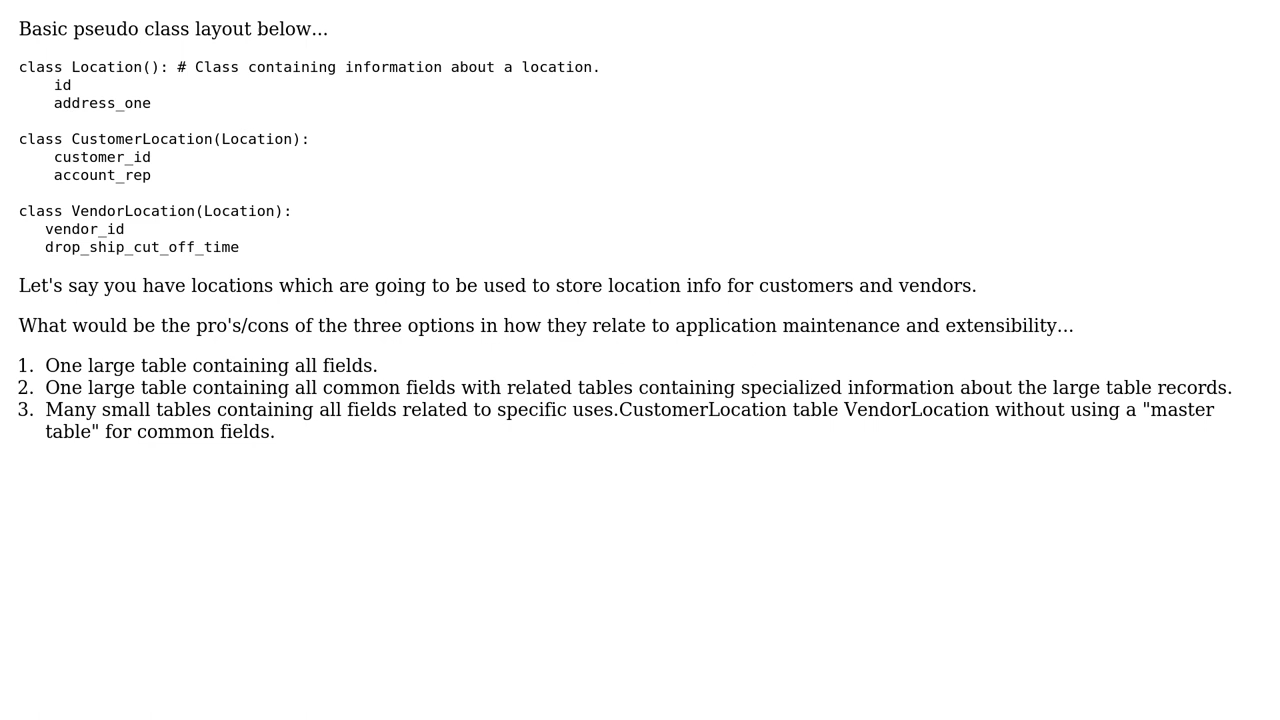 Basic pseudo class layout below...
class Location(): # Class containing information about a location.
    id
    address_one
class CustomerLocation(Location):
    customer_id
    account_rep
class VendorLocation(Location):
   vendor_id
   drop_ship_cut_off_time
Let's say you have locations which are going to be used to store location info for customers and vendors.
What would be the pro's/cons of the three options in how they relate to application maintenance and extensibility...
1. One large table containing all fields.
2. One large table containing all common fields with related tables containing specialized information about the large table records.
3. Many small tables containing all fields related to specific uses.CustomerLocation table VendorLocation without using a "master
table" for common fields.